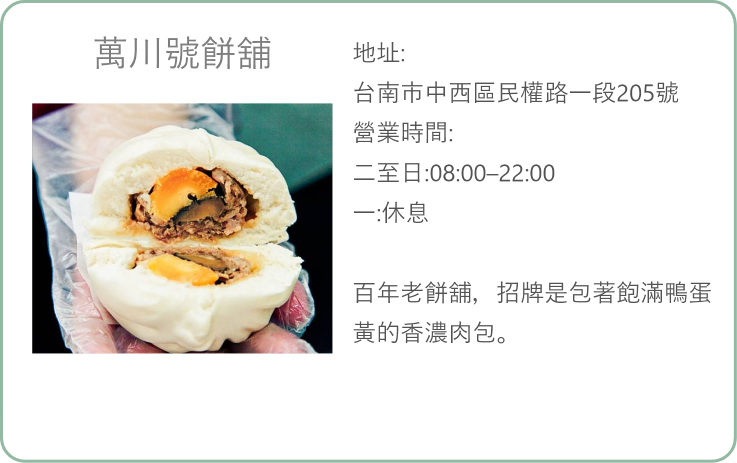 萬川號餅舖
地址:
台南市中西區民權路一段205號
營業時間:
二至日:08:00–22:00
一:休息
百年老餅舖，招牌是包著飽滿鴨蛋
黃的香濃肉包。